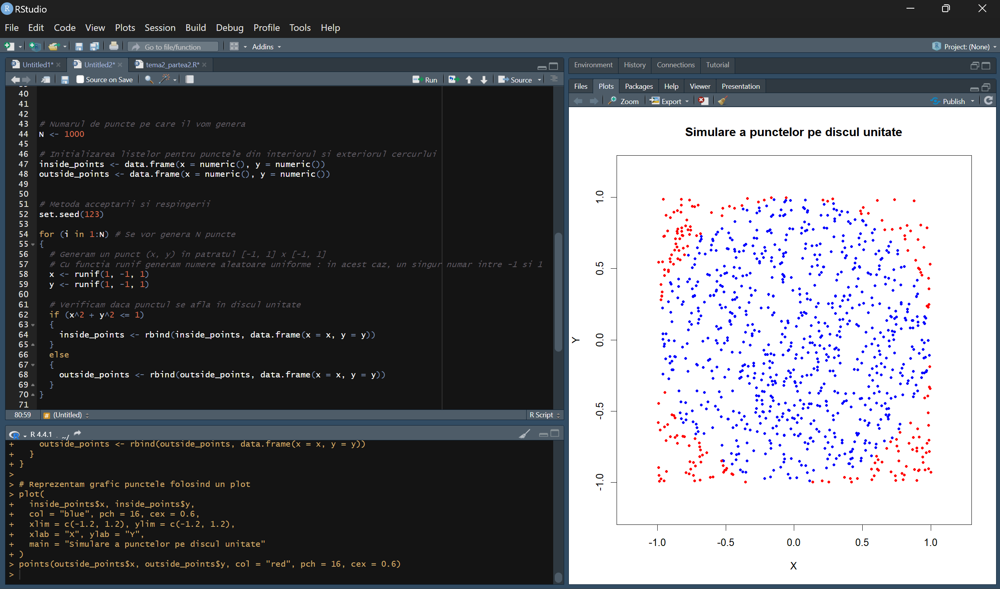 RStudio
File Edit Code View Plots Session Build Debug Profile Tools Help
Go to file/function Addins Project: (None)
Untitled1* Untitled2* tema2_partea2.R*
Source on Save Run Source
40
41
42
43 # Numarul de puncte pe care il vom genera
44 N <- 1000
45
46 # Initializarea listelor pentru punctele din interiorul si exteriorul cercurlui
47 inside_points <- data.frame(x = numeric(), y = numeric())
48 outside_points <- data.frame(x = numeric(), y = numeric())
49
50
51 # Metoda acceptarii si respingerii
52 set.seed(123)
53
54 for (i in 1:N) # Se vor genera N puncte
55 {
56 # Generam un punct (x, y) în patratul [-1, 1] x [-1, 1]
57 # Cu functia runif generam numere aleatoare uniforme : in acest caz, un singur numar intre -1 si 1
58 x <- runif(1, -1, 1)
59 y <- runif(1, -1, 1)
60
61 # Verificam daca punctul se afla în discul unitate
62 if (x^2 + y^2 <= 1)
63 {
64 inside_points <- rbind(inside_points, data.frame(x = x, y = y))
65 }
66 else
67 {
68 outside_points <- rbind(outside_points, data.frame(x = x, y = y))
69 }
70 }
71
80:59 # (Untitled) R Script
R 4.4.1 . ~/
+ outside_points <- rbind(outside_points, data.frame(x = x, y = y))
+ }
+ }
>
> # Reprezentam grafic punctele folosind un plot
> plot(
+ inside_points$x, inside_points$y,
+ col = "blue", pch = 16, cex = 0.6,
+ xlim = c(-1.2, 1.2), ylim = c(-1.2, 1.2),
+ xlab = "X", ylab = "Y",
+ main = "Simulare a punctelor pe discul unitate"
+ )
> points(outside_points$x, outside_points$y, col = "red", pch = 16, cex = 0.6)
>
Environment History Connections Tutorial
Files Plots Packages Help Viewer Presentation
Zoom Export Publish
Simulare a punctelor pe discul unitate
1.0
0.5
0.0
-0.5
-1.0
Y
-1.0 -0.5 0.0 0.5 1.0
X